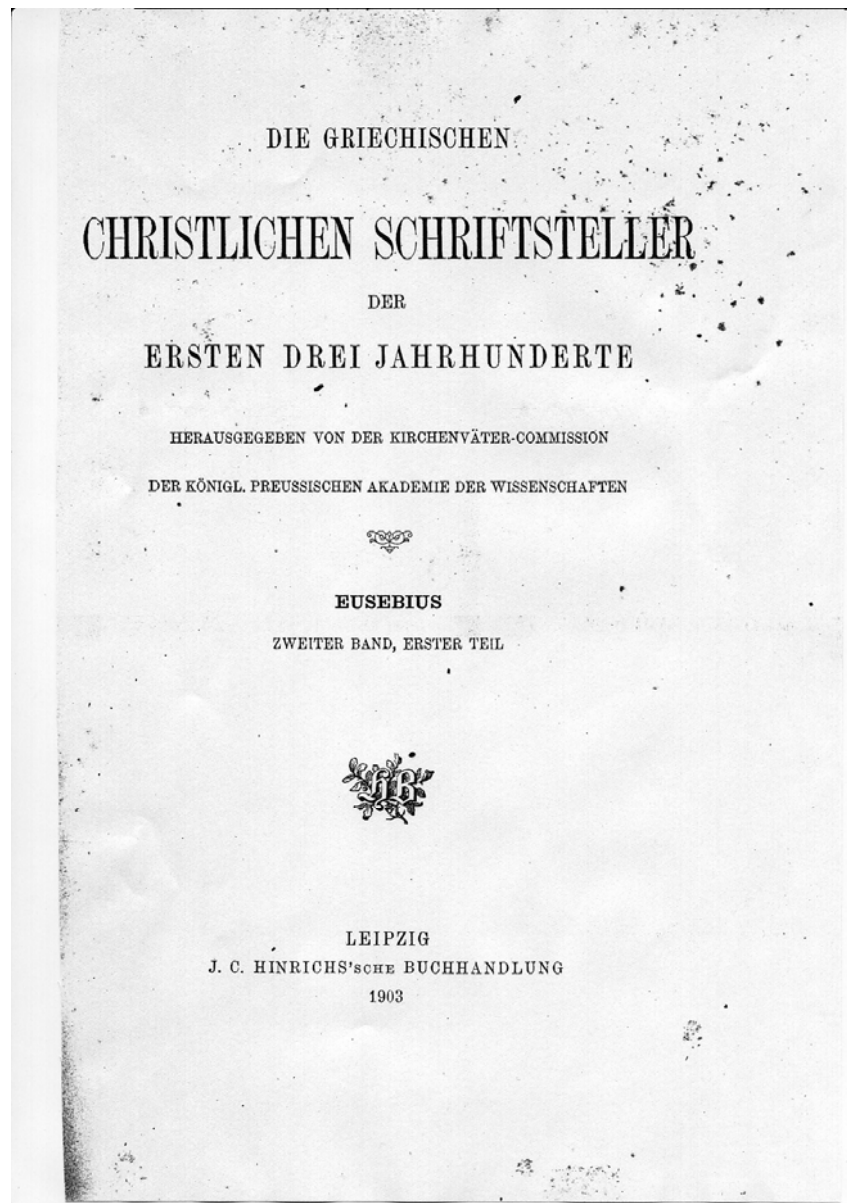 DIE GRIECHISCHEN
CHRISTLICHEN SCHRIFTSTELLER
DER
ERSTEN DREI JAHRHUNDERTE
HERAUSGEGEBEN VON DER KIRCHENVÄTER-COMMISSION
DER KÖNIGL. PREUSSISCHEN AKADEMIE DER WISSENSCHAFTEN
EUSEBIUS
ZWEITER BAND, ERSTER TEIL
HB
LEIPZIG
J. C. HINRICHS'SCHE BUCHHANDLUNG
1903